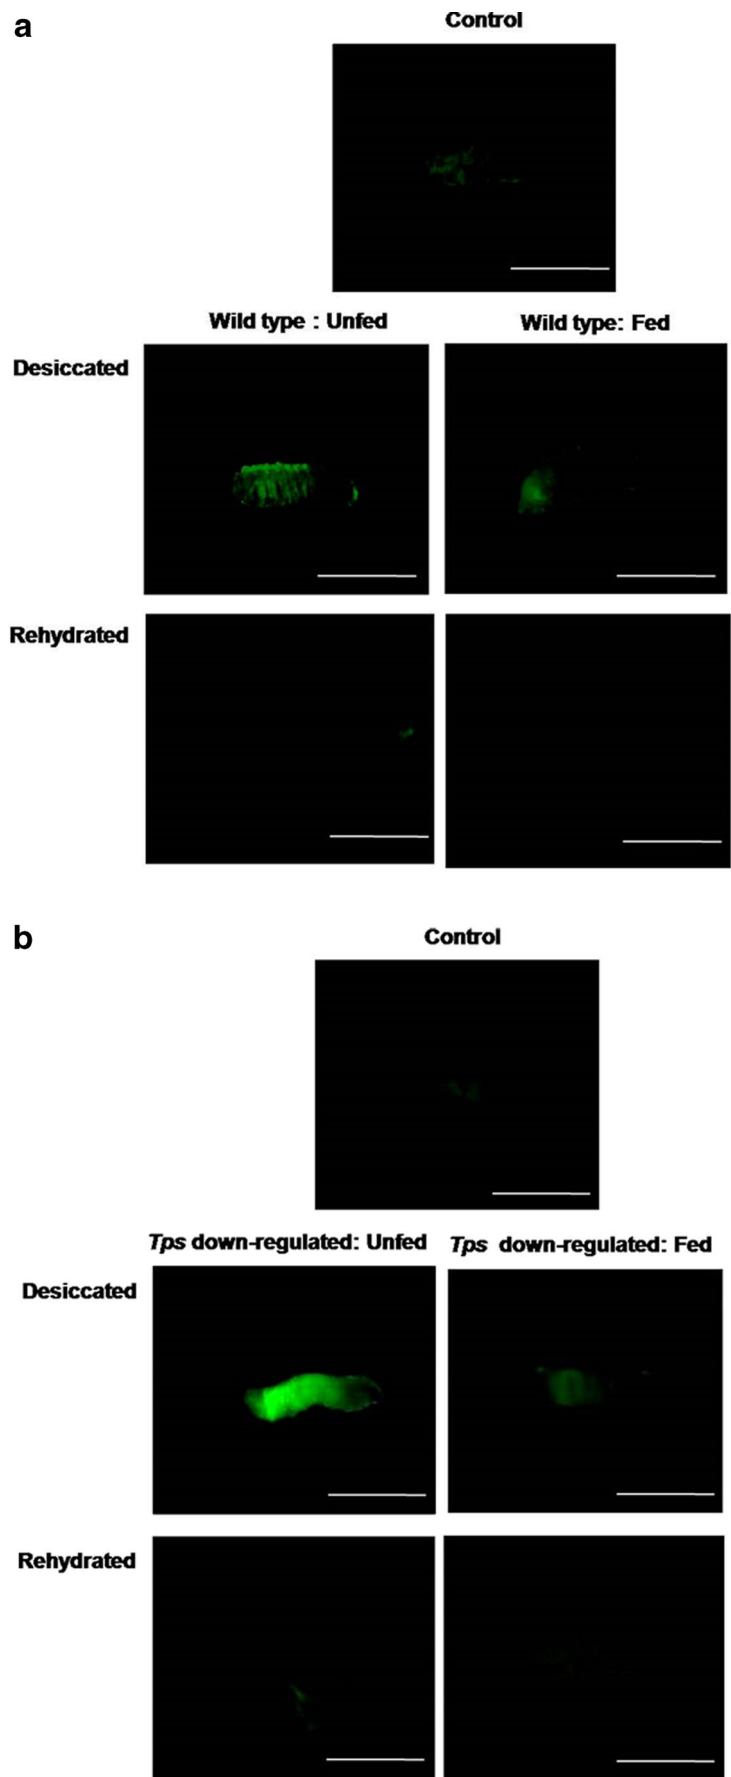 a
Control
Wild type : Unfed
Wild type: Fed
Desiccated
Rehydrated
b
Control
Tps down-regulated: Unfed
Tps down-regulated: Fed
Desiccated
Rehydrated